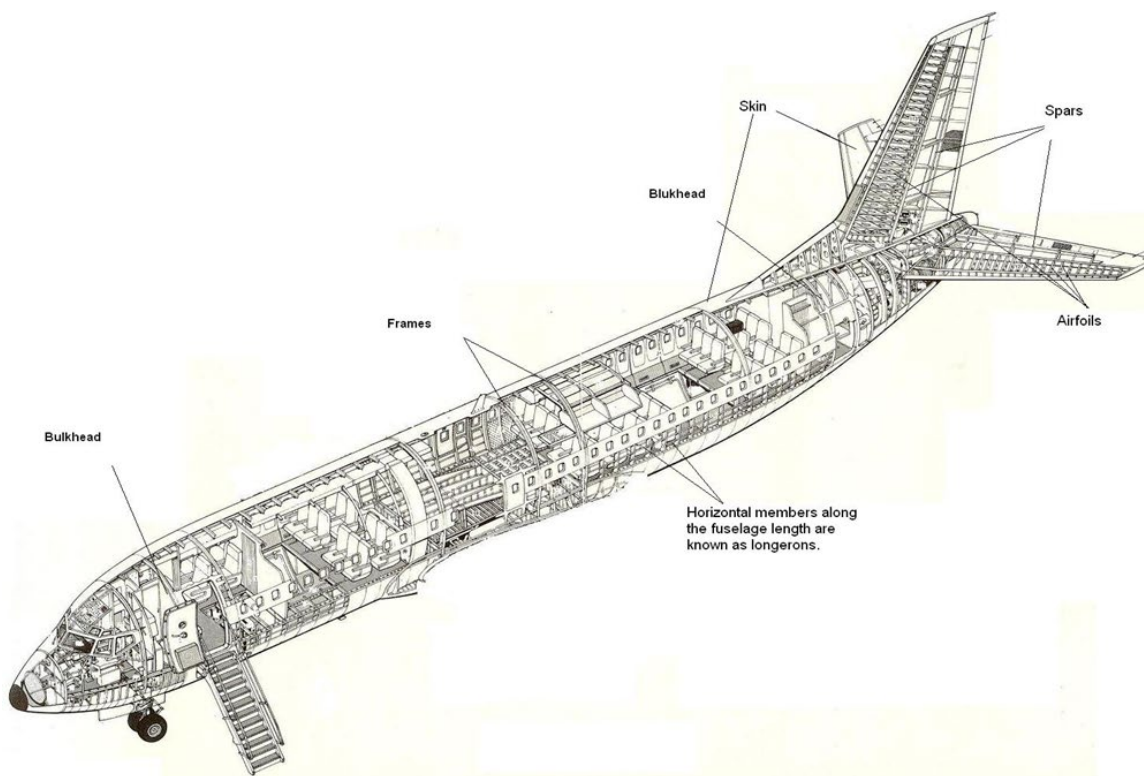 Skin
Spars
Blukhead
Frames
Airfoils
Bulkhead
Horizontal members along
the fuselage length are
known as longerons.